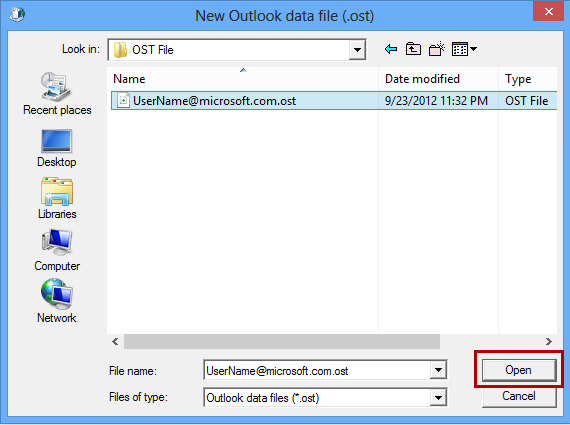 New Outlook data file (.ost)
Look in: OST File
Name Date modified Type
UserName@microsoft.com.ost 9/23/2012 11:32 PM OST File
Recent places
Desktop
Libraries
Computer
Network
File name: UserName@microsoft.com.ost Open
Files of type: Outlook data files (*.ost) Cancel